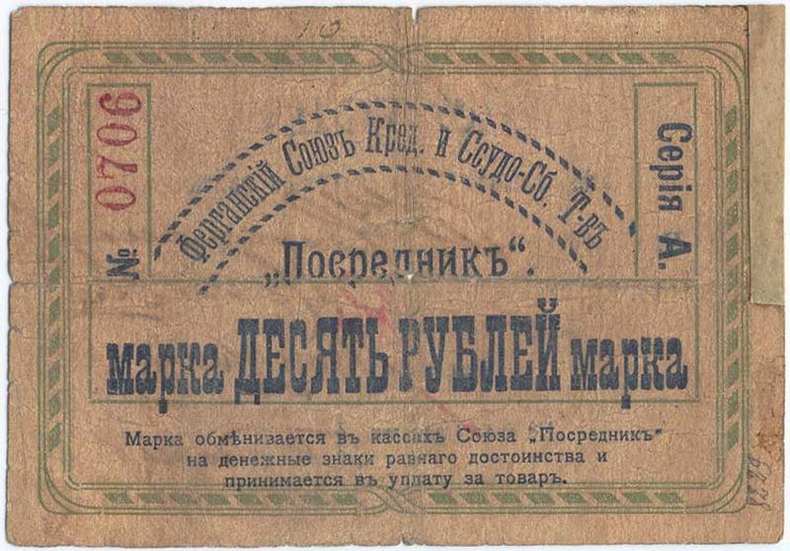 № 0706
Серія А.
Ферганскій Союзъ Кред. и Ссудо-Сб. Т-въ
„Посредникъ“.
марка ДЕСЯТЬ РУБЛЕЙ марка
Марка обмѣнивается въ кассахъ Союза „Посредникъ“
на денежные знаки равнаго достоинства и
принимается въ уплату за товаръ.